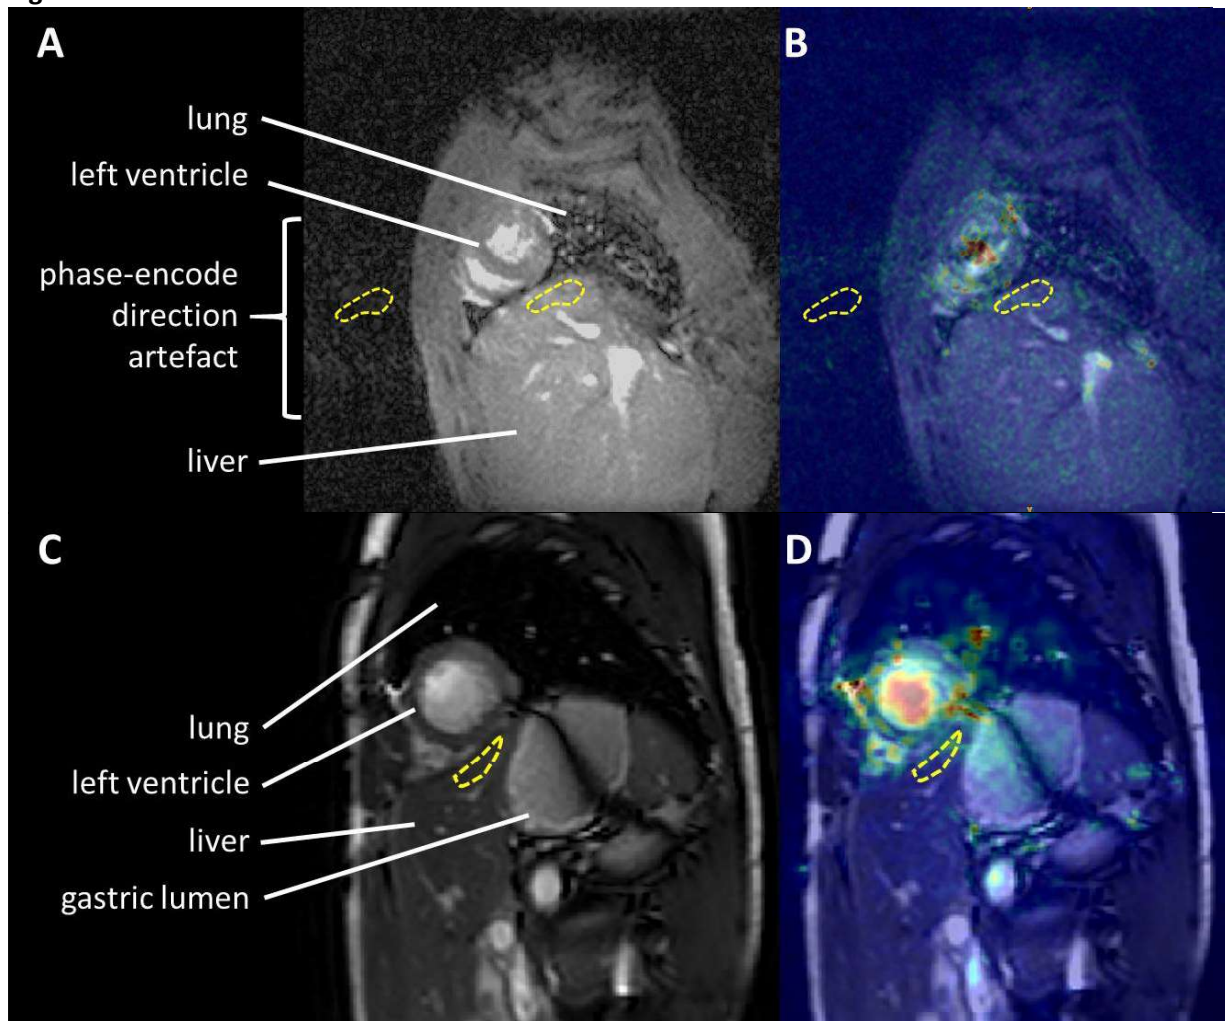 A
B
lung
left ventricle
phase-encode
direction
artefact
liver
C
D
lung
left ventricle
liver
gastric lumen